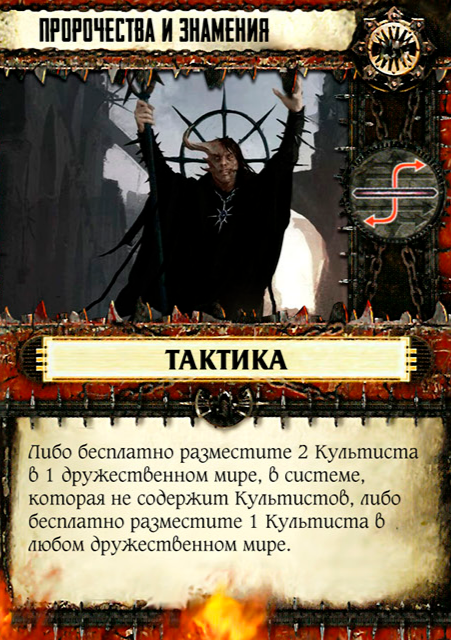 ПРОРОЧЕСТВА И ЗНАМЕНИЯ
ТАКТИКА
Либо бесплатно разместите 2 Культиста
в 1 дружественном мире, в системе,
которая не содержит Культистов, либо
бесплатно разместите 1 Культиста в
любом дружественном мире.